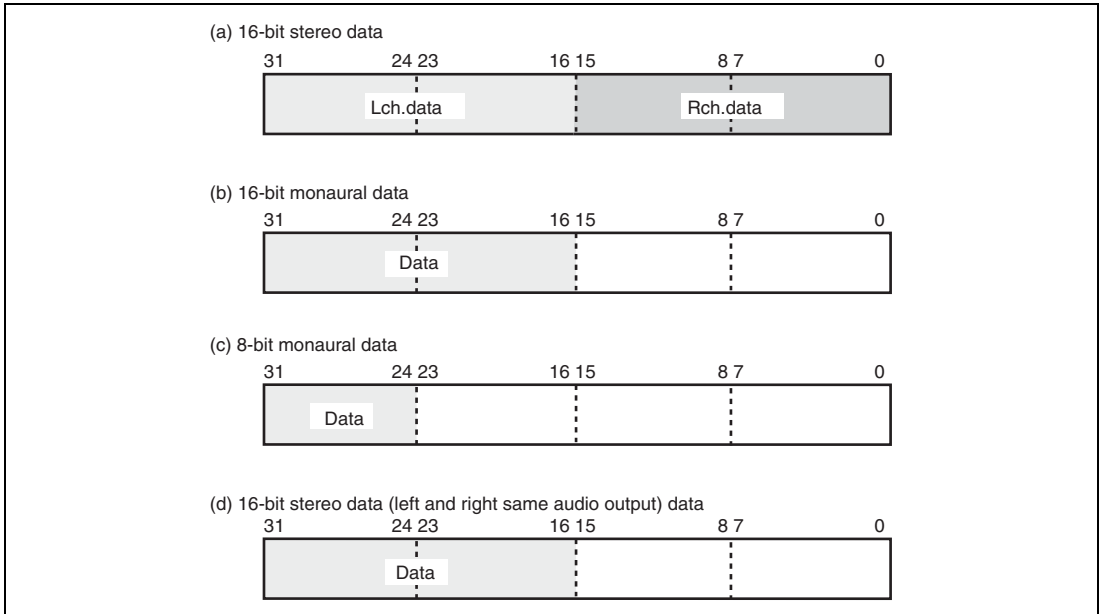 (a) 16-bit stereo data
31 24 23 16 15 8 7 0
Lch.data Rch.data
(b) 16-bit monaural data
31 24 23 16 15 8 7 0
Data
(c) 8-bit monaural data
31 24 23 16 15 8 7 0
Data
(d) 16-bit stereo data (left and right same audio output) data
31 24 23 16 15 8 7 0
Data